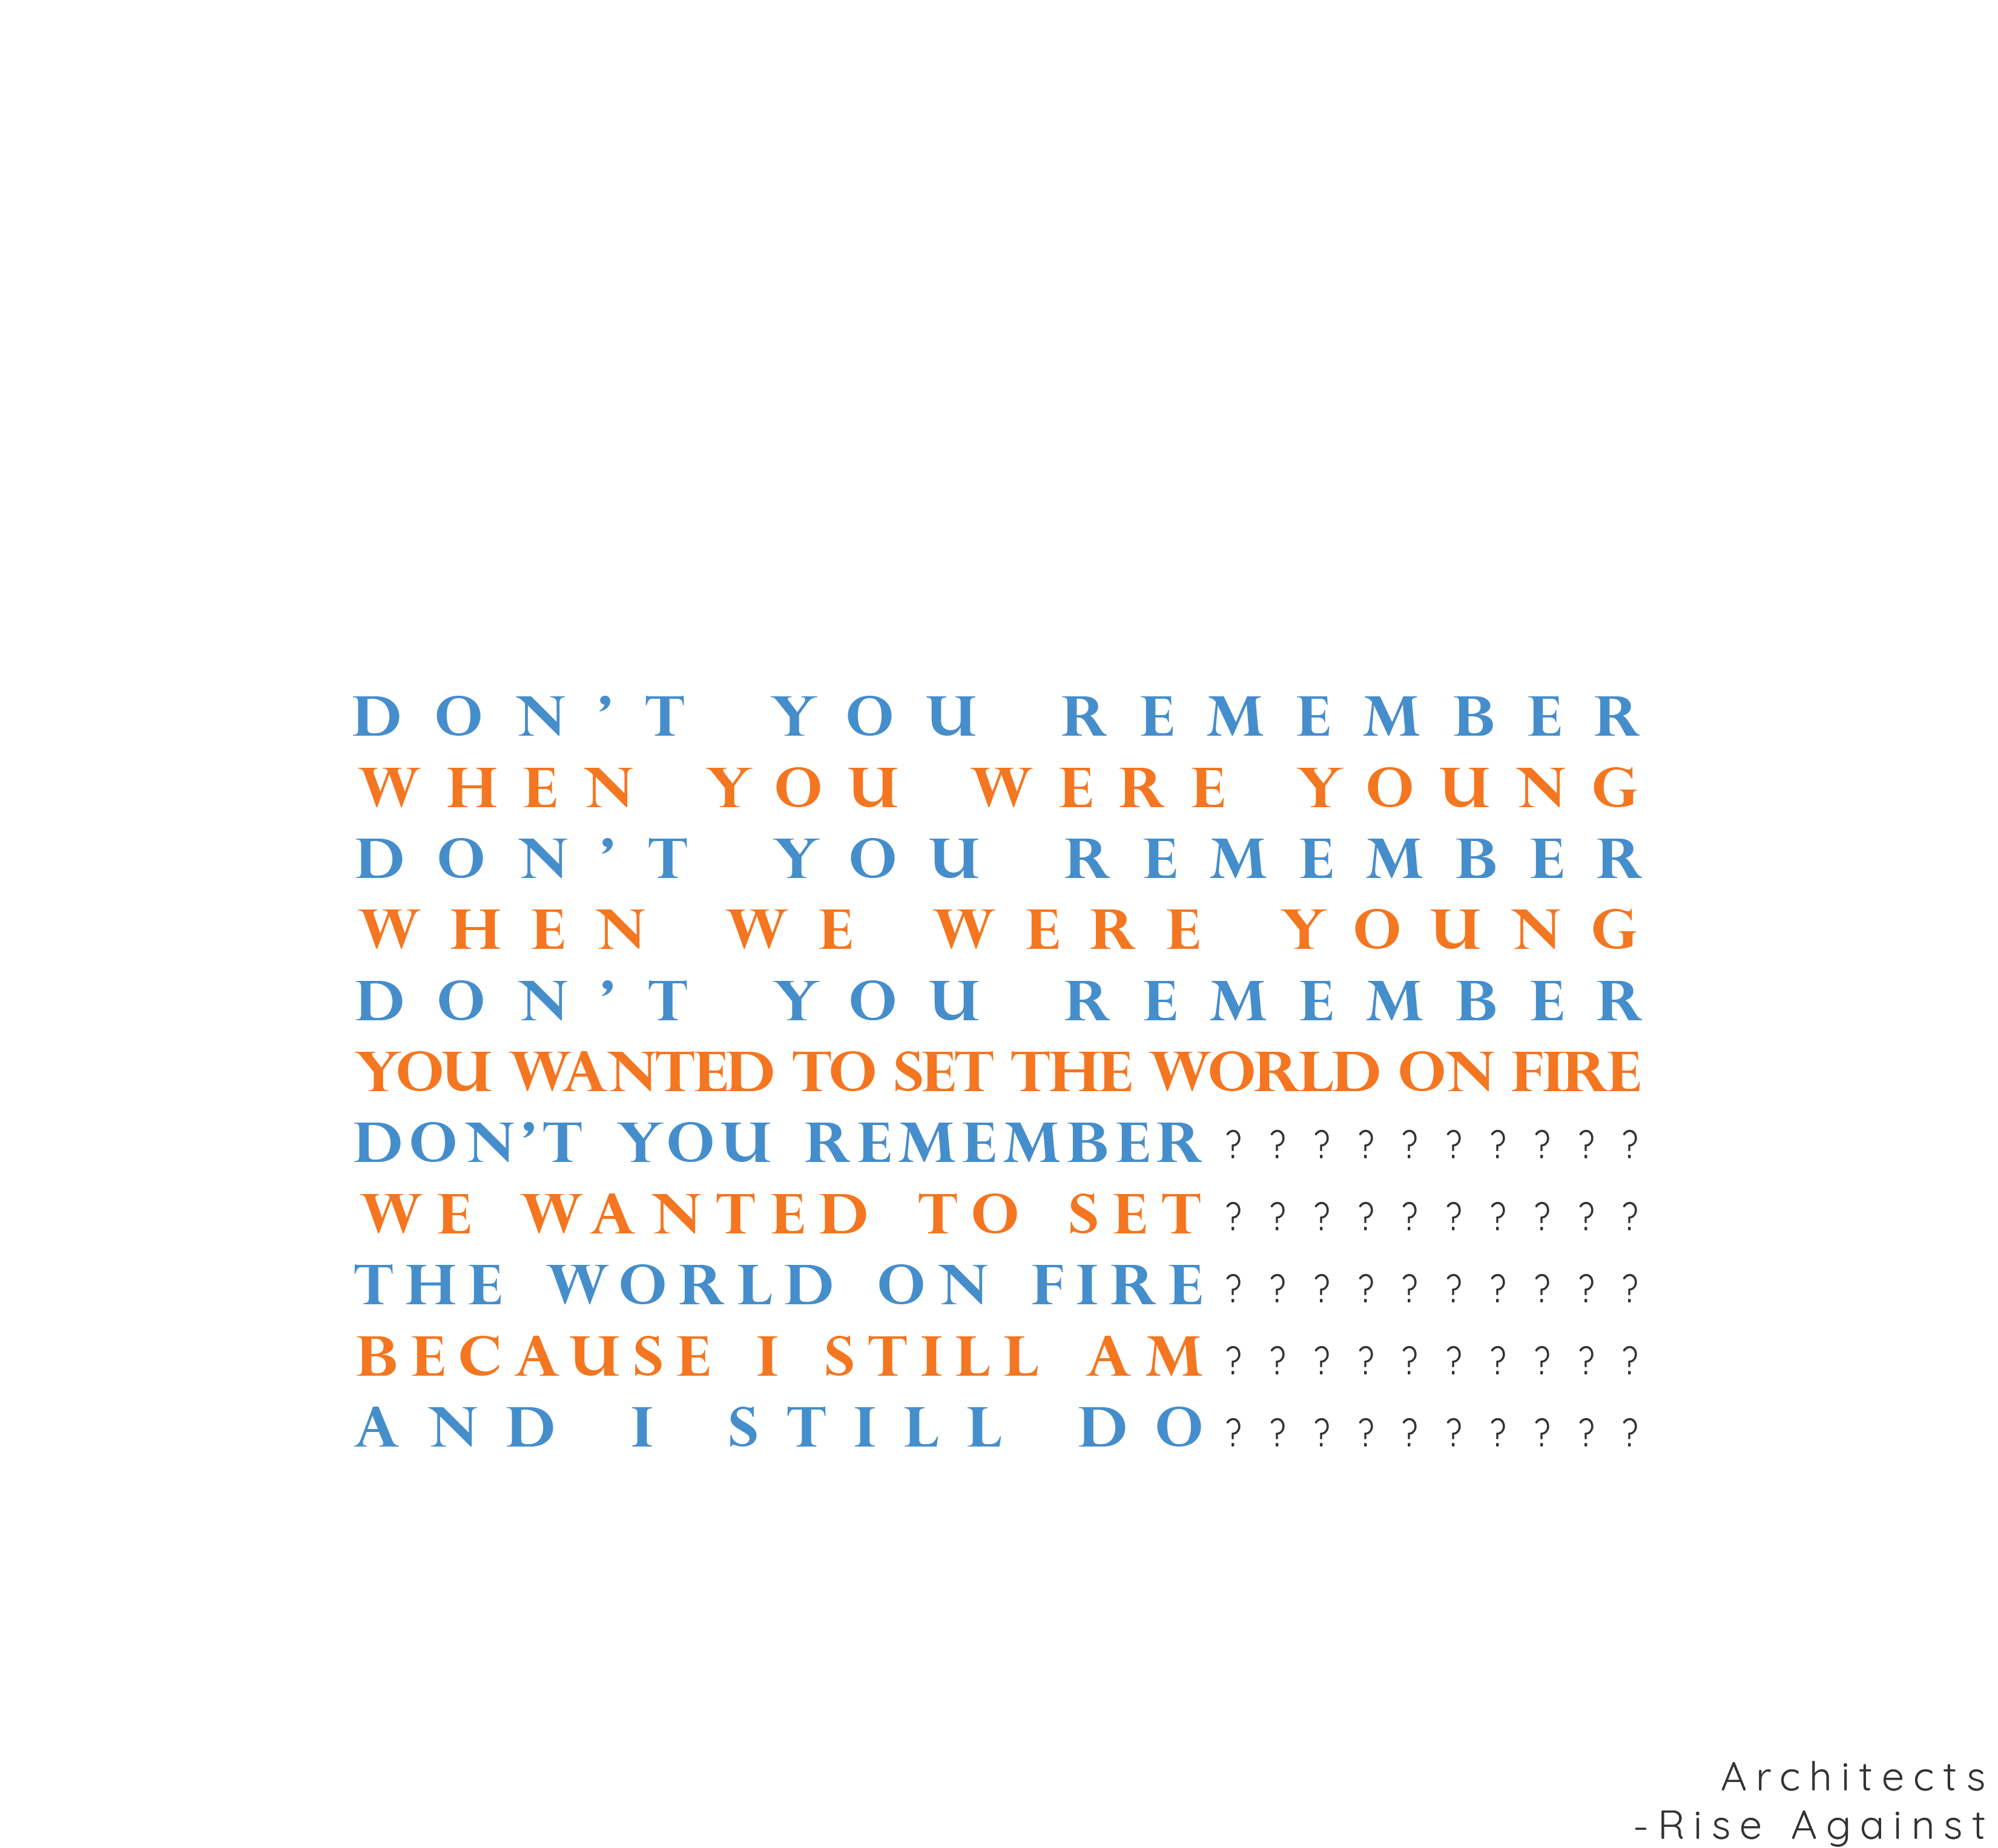 DON’T YOU REMEMBER
WHEN YOU WERE YOUNG
DON’T YOU REMEMBER
WHEN WE WERE YOUNG
DON’T YOU REMEMBER
YOU WANTED TO SET THE WORLD ON FIRE
DON’T YOU REMEMBER ? ? ? ? ? ? ? ? ? ?
WE WANTED TO SET ? ? ? ? ? ? ? ? ? ?
THE WORLD ON FIRE ? ? ? ? ? ? ? ? ? ?
BECAUSE I STILL AM ? ? ? ? ? ? ? ? ? ?
AND I STILL DO ? ? ? ? ? ? ? ? ? ?
Architects
-Rise Against